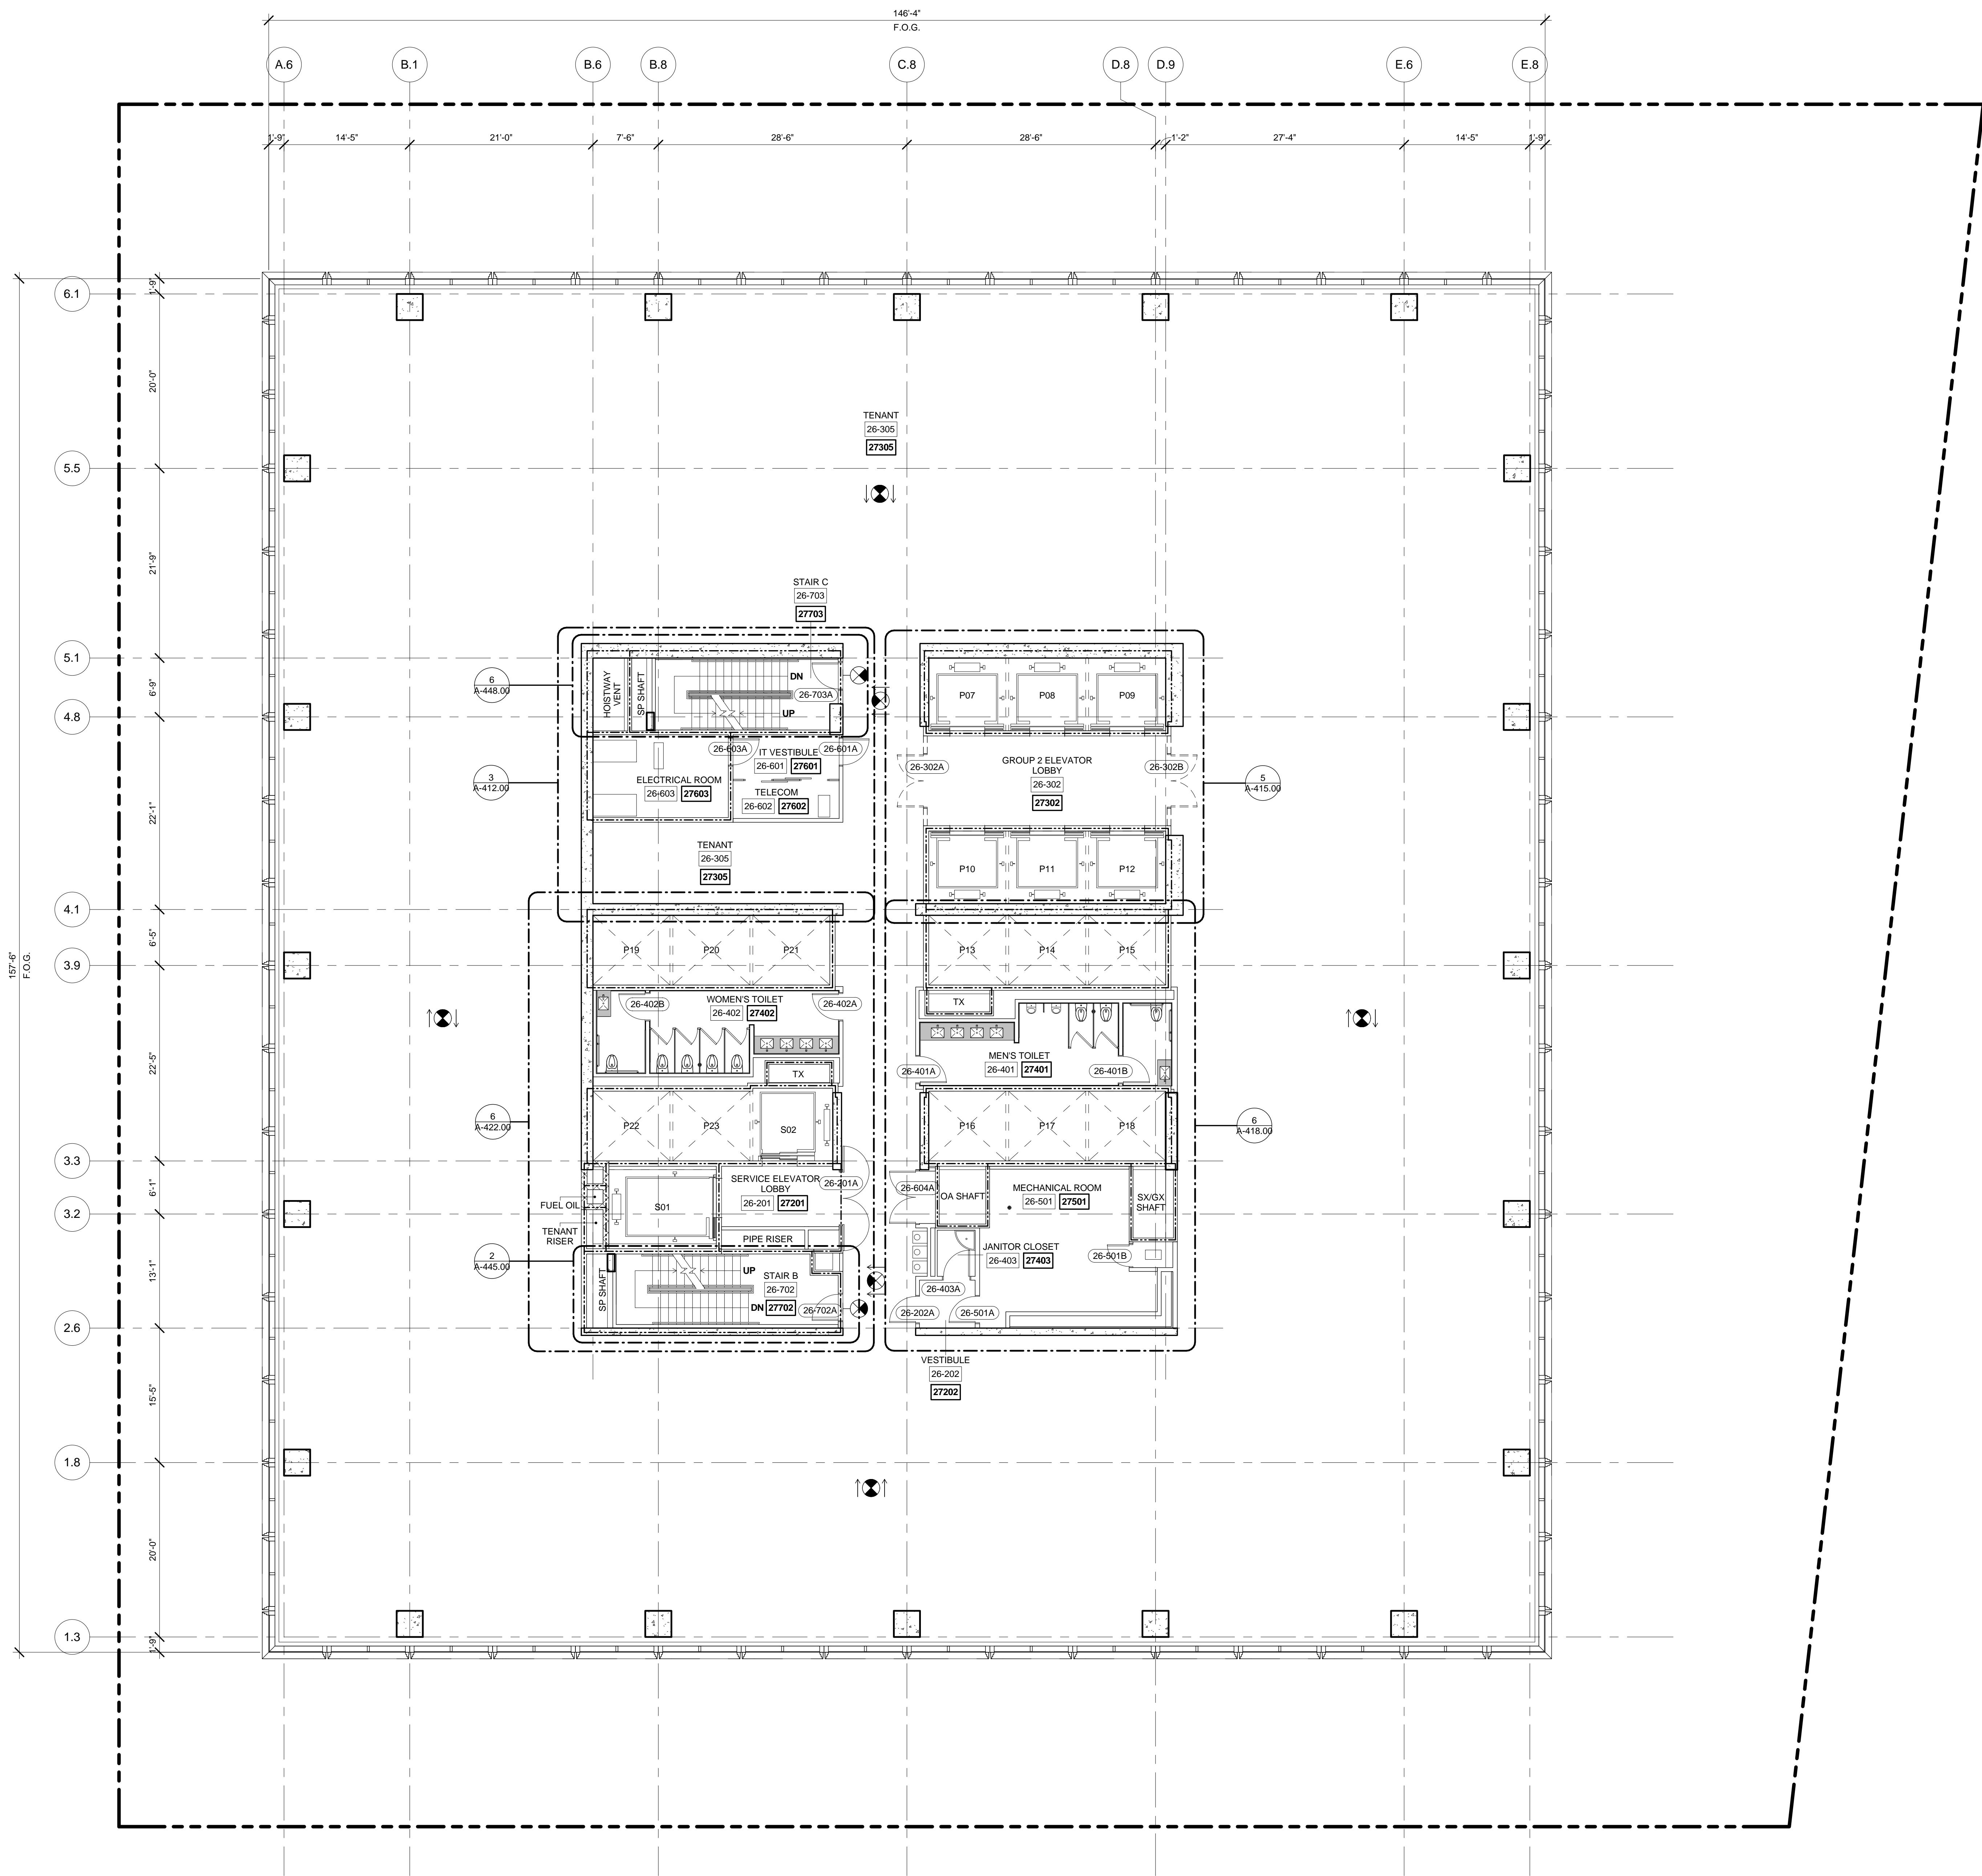 146'-4"
F.O.G.
A.6
B.1
B.6
B.8
C.8
D.8
D.9
E.6
E.8
1'-9"
14'-5"
21'-0"
7'-6"
28'-6"
28'-6"
1'-2"
27'-4"
14'-5"
1'-9"
6.1
1'-9"
20'-0"
TENANT
26-305
27305
5.5
21'-9"
STAIR C
26-703
27703
5.1
6
A-448.00
HOISTWAY
VENT
SP SHAFT
DN
26-703A
UP
P07
P08
P09
6'-9"
4.8
26-603A
IT VESTIBULE
26-601
27601
26-601A
ELECTRICAL ROOM
26-603
27603
TELECOM
26-602
27602
26-302A
GROUP 2 ELEVATOR
LOBBY
26-302
27302
26-302B
3
A-412.00
5
A-415.00
22'-1"
TENANT
26-305
27305
P10
P11
P12
4.1
6'-5"
P19
P20
P21
P13
P14
P15
3.9
157'-6"
F.O.G.
26-402B
WOMEN'S TOILET
26-402
27402
26-402A
TX
22'-5"
MEN'S TOILET
26-401
27401
26-401A
26-401B
TX
6
A-422.00
P22
P23
S02
P16
P17
P18
6
A-418.00
3.3
6'-1"
SERVICE ELEVATOR
LOBBY
26-201
27201
26-201A
26-604A
OA SHAFT
MECHANICAL ROOM
26-501
27501
SX/GX
SHAFT
FUEL OIL
S01
3.2
TENANT
RISER
PIPE RISER
JANITOR CLOSET
26-403
27403
26-501B
2
A-445.00
13'-1"
SP SHAFT
UP
STAIR B
26-702
DN
27702
26-702A
26-403A
26-202A
26-501A
2.6
VESTIBULE
26-202
27202
15'-5"
1.8
20'-0"
1.3
1'-9"